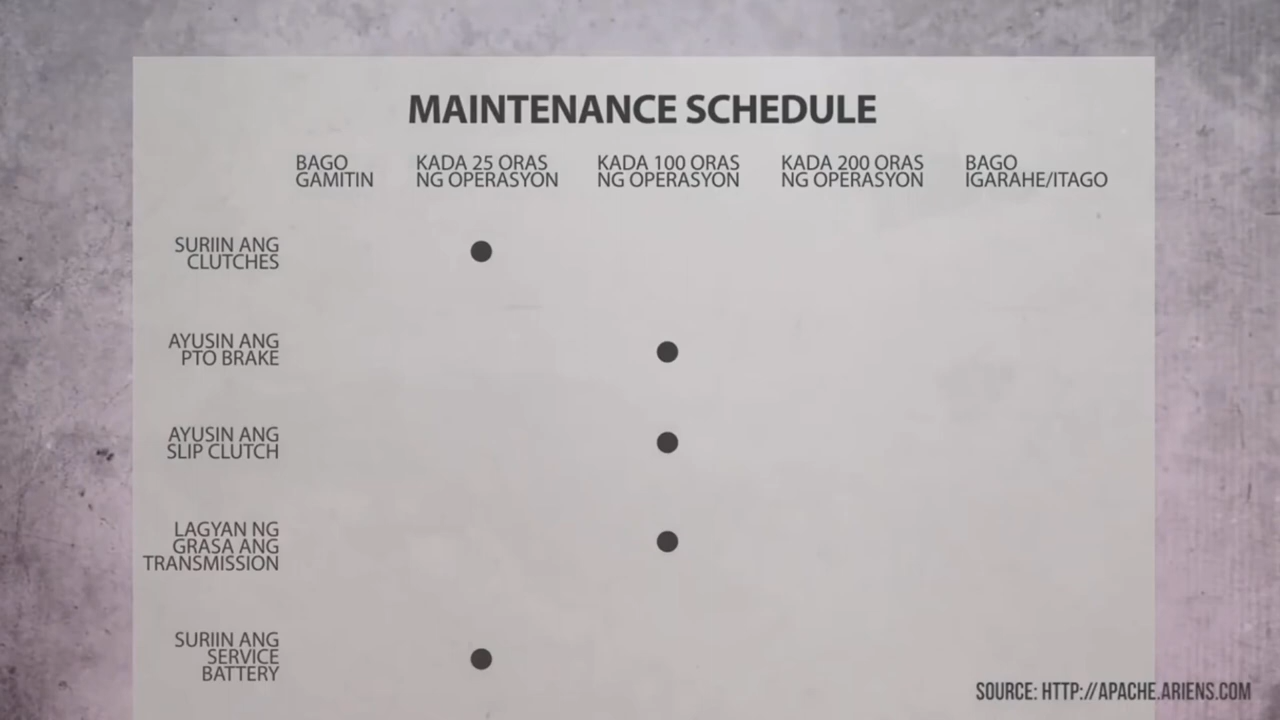 MAINTENANCE SCHEDULE
BAGO
GAMITIN
KADA 25 ORAS
NG OPERASYON
KADA 100 ORAS
NG OPERASYON
KADA 200 ORAS
NG OPERASYON
BAGO
IGARAHE/ITAGO
SURIIN ANG
CLUTCHES
AYUSIN ANG
PTO BRAKE
AYUSIN ANG
SLIP CLUTCH
LAGYAN NG
GRASA ANG
TRANSMISSION
SURIIN ANG
SERVICE
BATTERY
SOURCE: HTTP://APACHE.ARIENS.COM